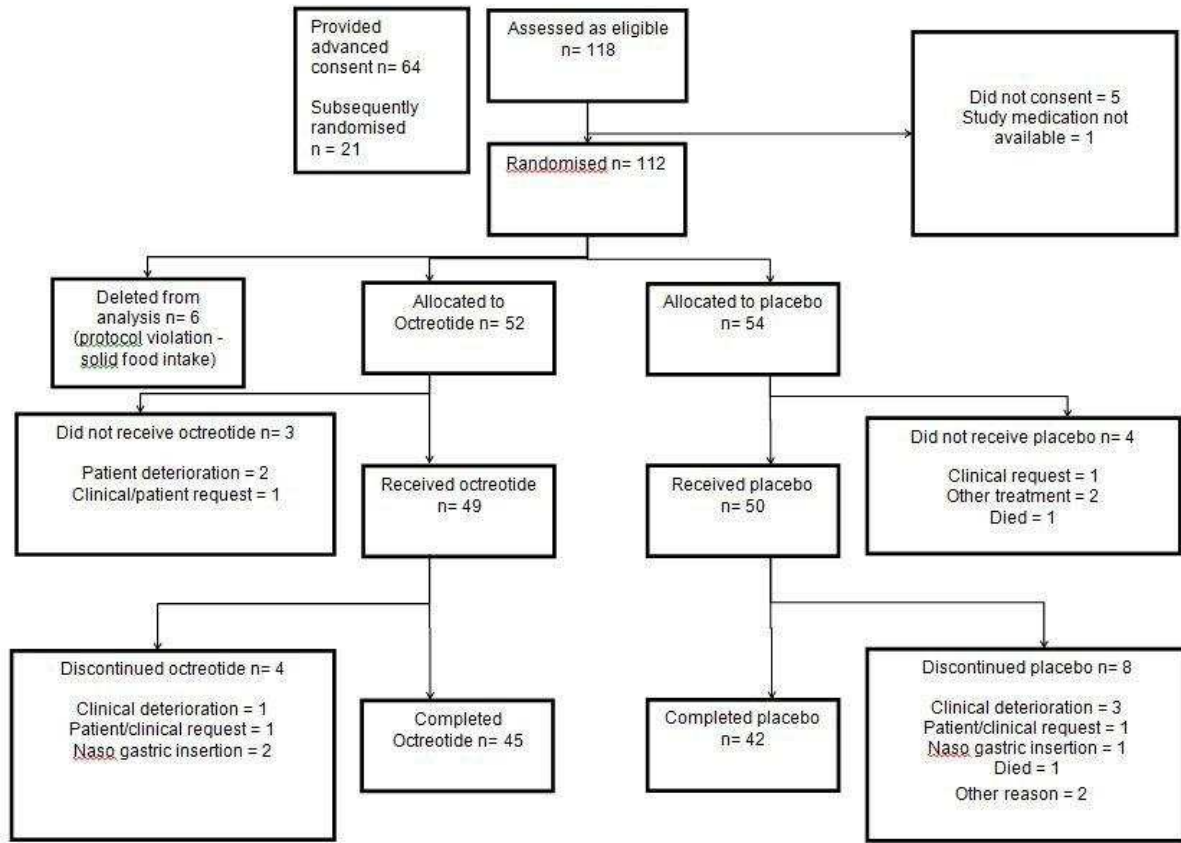 Provided
advanced
consent n= 64
Subsequently
randomised
n = 21
Assessed as eligible
n= 118
Did not consent = 5
Study medication not
available = 1
Randomised n= 112
Deleted from
analysis n= 6
(protocol violation -
solid food intake)
Allocated to
Octreotide n= 52
Allocated to placebo
n= 54
Did not receive octreotide n= 3
Patient deterioration = 2
Clinical/patient request = 1
Received octreotide
n= 49
Received placebo
n= 50
Did not receive placebo n= 4
Clinical request = 1
Other treatment = 2
Died = 1
Discontinued octreotide n= 4
Clinical deterioration = 1
Patient/clinical request = 1
Naso gastric insertion = 2
Completed
Octreotide n= 45
Completed placebo
n= 42
Discontinued placebo n= 8
Clinical deterioration = 3
Patient/clinical request = 1
Naso gastric insertion = 1
Died = 1
Other reason = 2